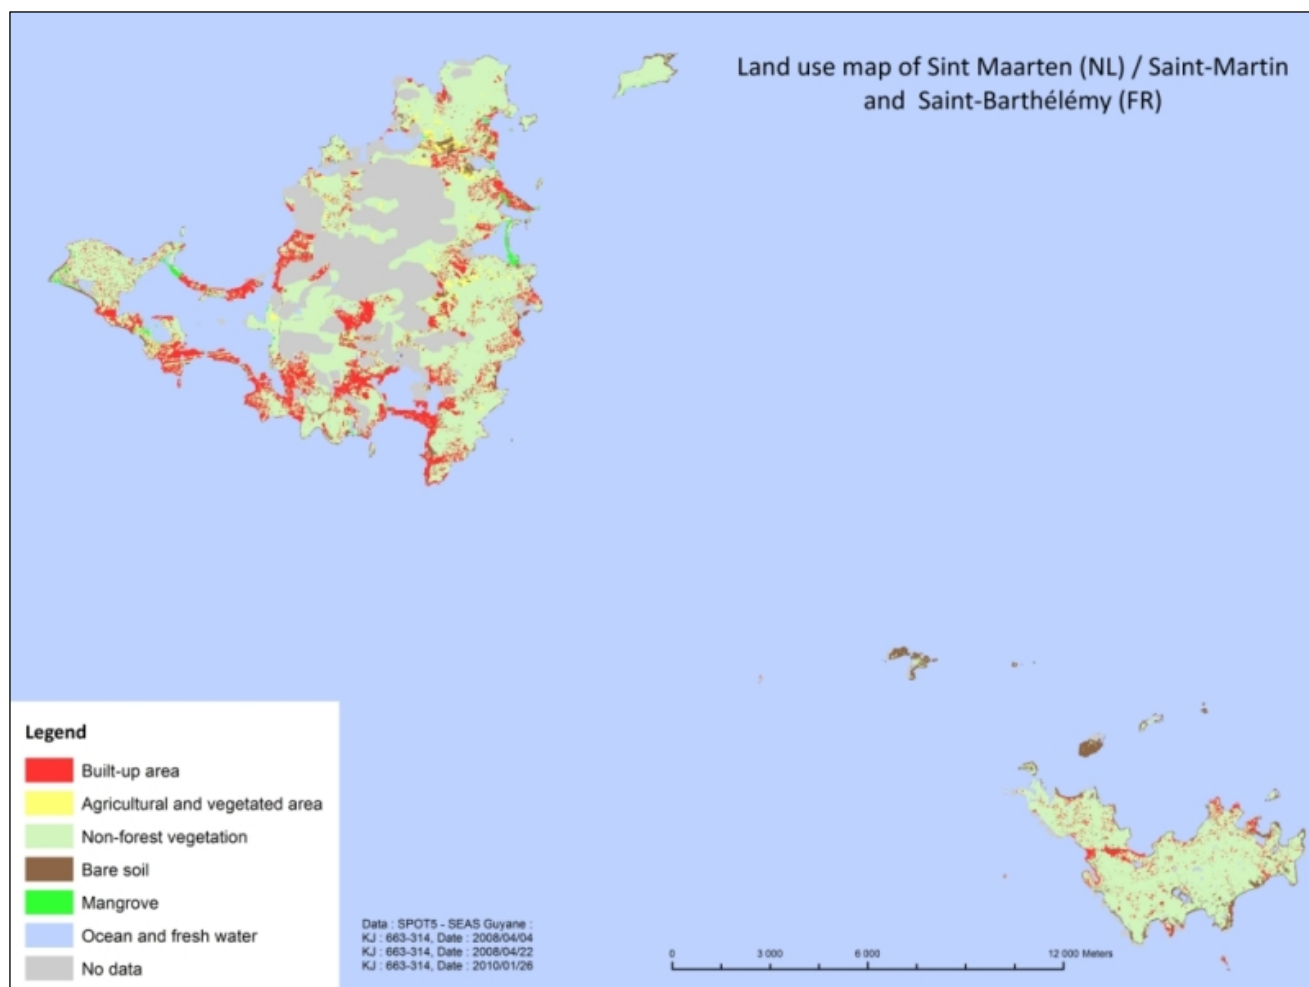 Land use map of Sint Maarten (NL) / Saint-Martin
and Saint-Barthélémy (FR)
Legend
Built-up area
Agricultural and vegetated area
Non-forest vegetation
Bare soil
Mangrove
Ocean and fresh water
No data
Data : SPOT5 - SEAS Guyane :
KJ : 663-314, Date : 2008/04/04
KJ : 663-314, Date : 2008/04/22
KJ : 663-314, Date : 2010/01/26
0 3 000 6 000 12 000 Meters